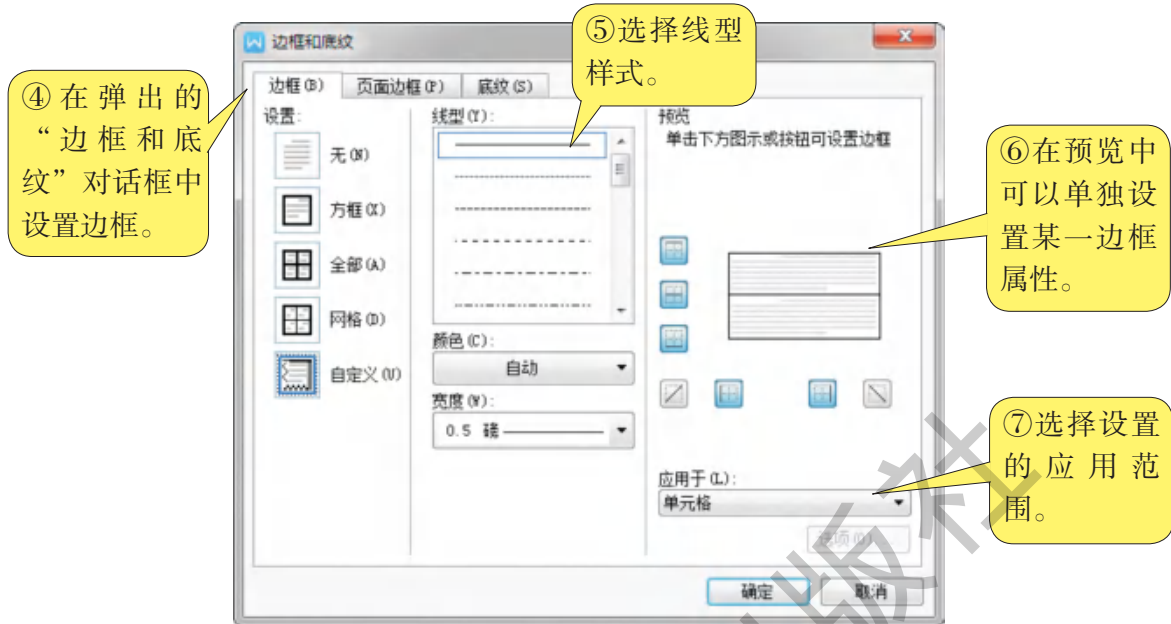 边框和底纹
⑤选择线型
样式。
④在弹出的
“边框和底
纹”对话框中
设置边框。
边框(B)
页面边框(P)
底纹(S)
设置:
无(N)
方框(X)
全部(A)
网格(D)
自定义(U)
线型(Y):
颜色(C):
自动
宽度(W):
0.5 磅
预览
单击下方图示或按钮可设置边框
⑥在预览中
可以单独设
置某一边框
属性。
应用于(L):
单元格
⑦选择设置
的应用范
围。
选项(O)...
确定
取消
版社